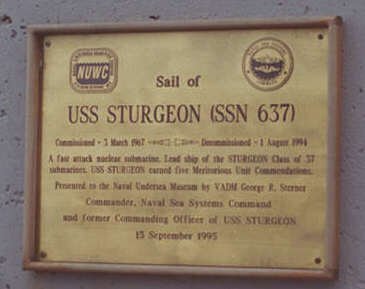 NUWC
Sail of
USS STURGEON (SSN 637)
Commissioned - 3 March 1967 Decommissioned - 1 August 1994
A fast attack nuclear submarine. Lead ship of the STURGEON Class of 37
submarines. USS STURGEON earned five Meritorious Unit Commendations.
Presented to the Naval Undersea Museum by VADM George R. Sterner
Commander, Naval Sea Systems Command
and former Commanding Officer of USS STURGEON
13 September 1995